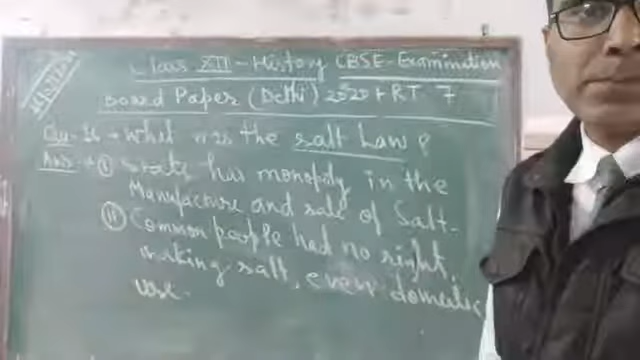 Class XII - History CBSE-Examination
Board Paper (Delhi) 2020 + RT 7
Qu:-16 → What was the salt Law ?
Ans:→ (i) State has monopoly in the
Manufacture and sale of Salt-
(ii) Common people had no right,
making salt, even domestic
use.